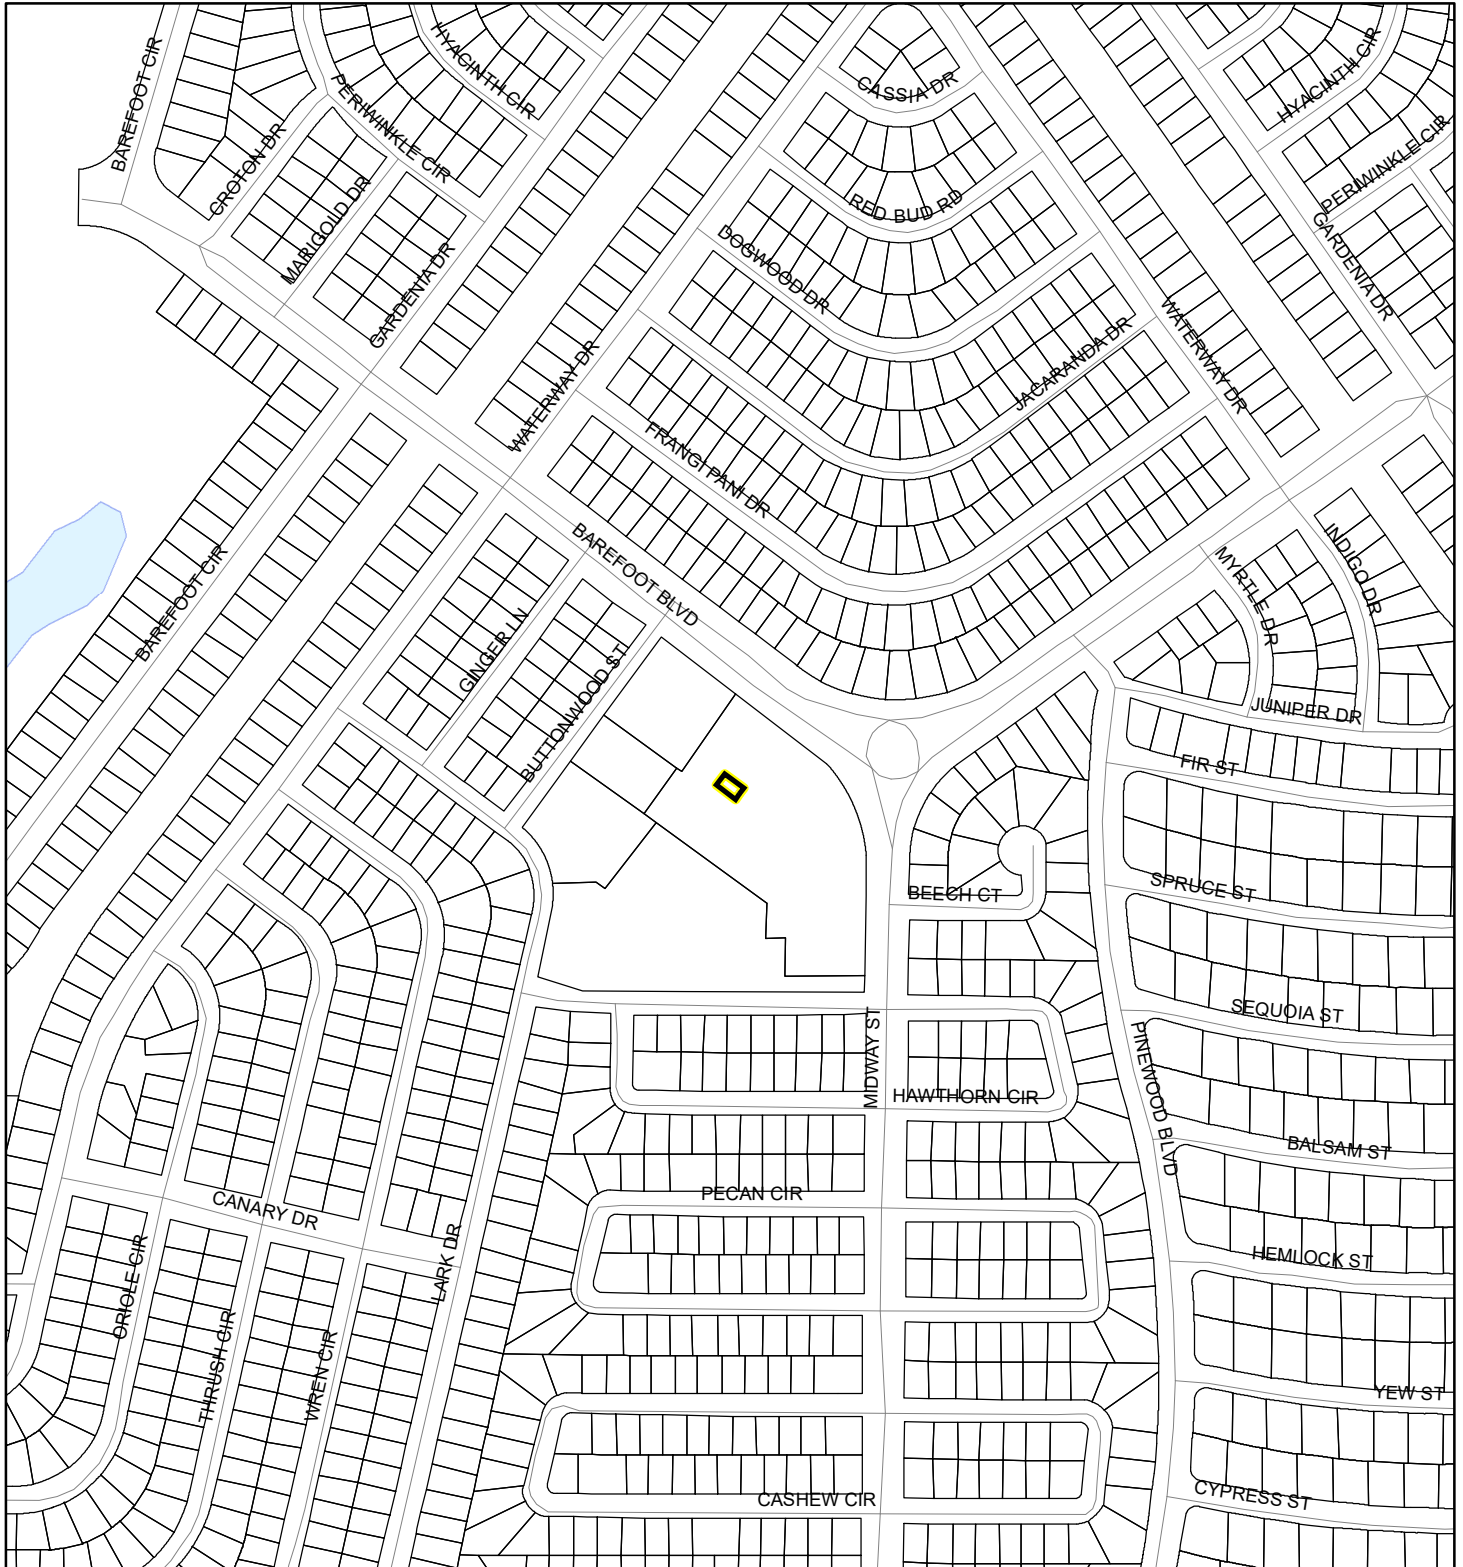 BAREFOOT CIR
HYACINTH CIR
PERIWINKLE CIR
CROTON DR
MARIGOLD DR
GARDENIA DR
CASSIA DR
RED BUD RD
DOGWOOD DR
HYACINTH CIR
PERIWINKLE CIR
GARDENIA DR
WATERWAY DR
JACARANDA DR
WATERWAY DR
FRANGI PANI DR
BAREFOOT BLVD
BAREFOOT CIR
GINGER LN
BUTTONWOOD ST
MYRTLE DR
INDIGO DR
JUNIPER DR
FIR ST
SPRUCE ST
BEECH CT
SEQUOIA ST
MIDWAY ST
PINEWOOD BLVD
HAWTHORN CIR
BALSAM ST
PECAN CIR
CANARY DR
LARK DR
ORIOLE CIR
HEMLOCK ST
THRUSH CIR
WREN CIR
YEW ST
CASHEW CIR
CYPRESS ST